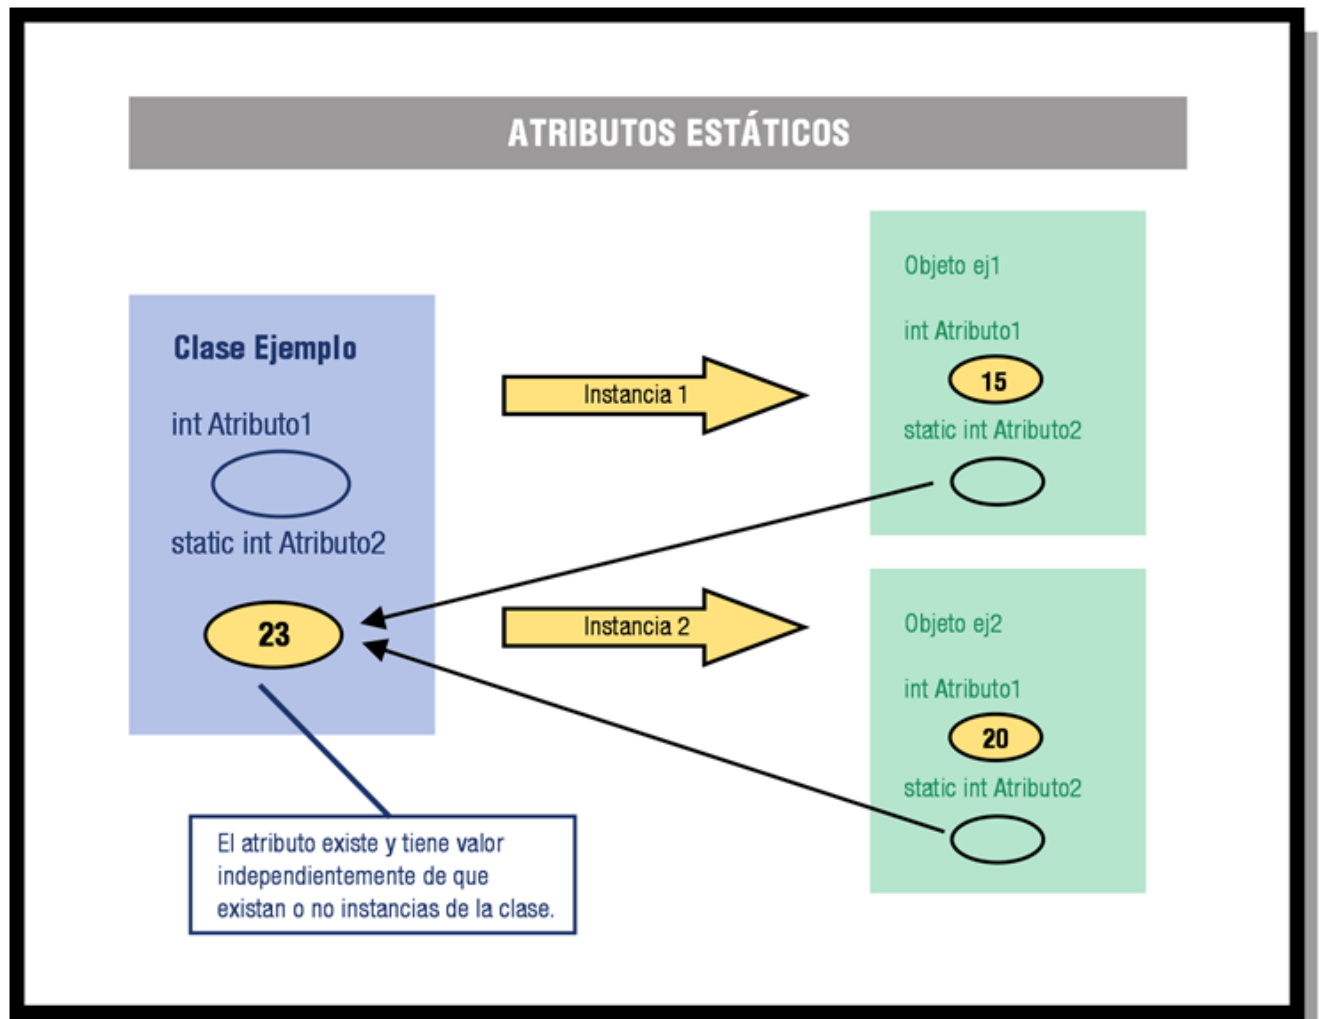 ATRIBUTOS ESTÁTICOS
Clase Ejemplo
int Atributo1
static int Atributo2
23
El atributo existe y tiene valor
independientemente de que
existan o no instancias de la clase.
Instancia 1
Instancia 2
Objeto ej1
int Atributo1
15
static int Atributo2
Objeto ej2
int Atributo1
20
static int Atributo2